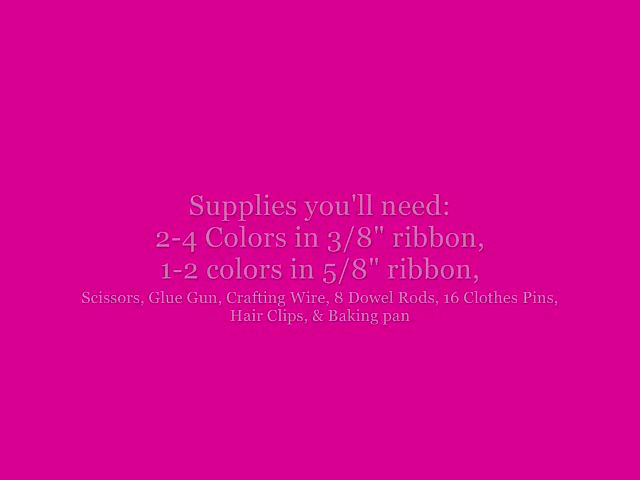 Supplies you'll need:
2-4 Colors in 3/8" ribbon,
1-2 colors in 5/8" ribbon,
Scissors, Glue Gun, Crafting Wire, 8 Dowel Rods, 16 Clothes Pins,
Hair Clips, & Baking pan